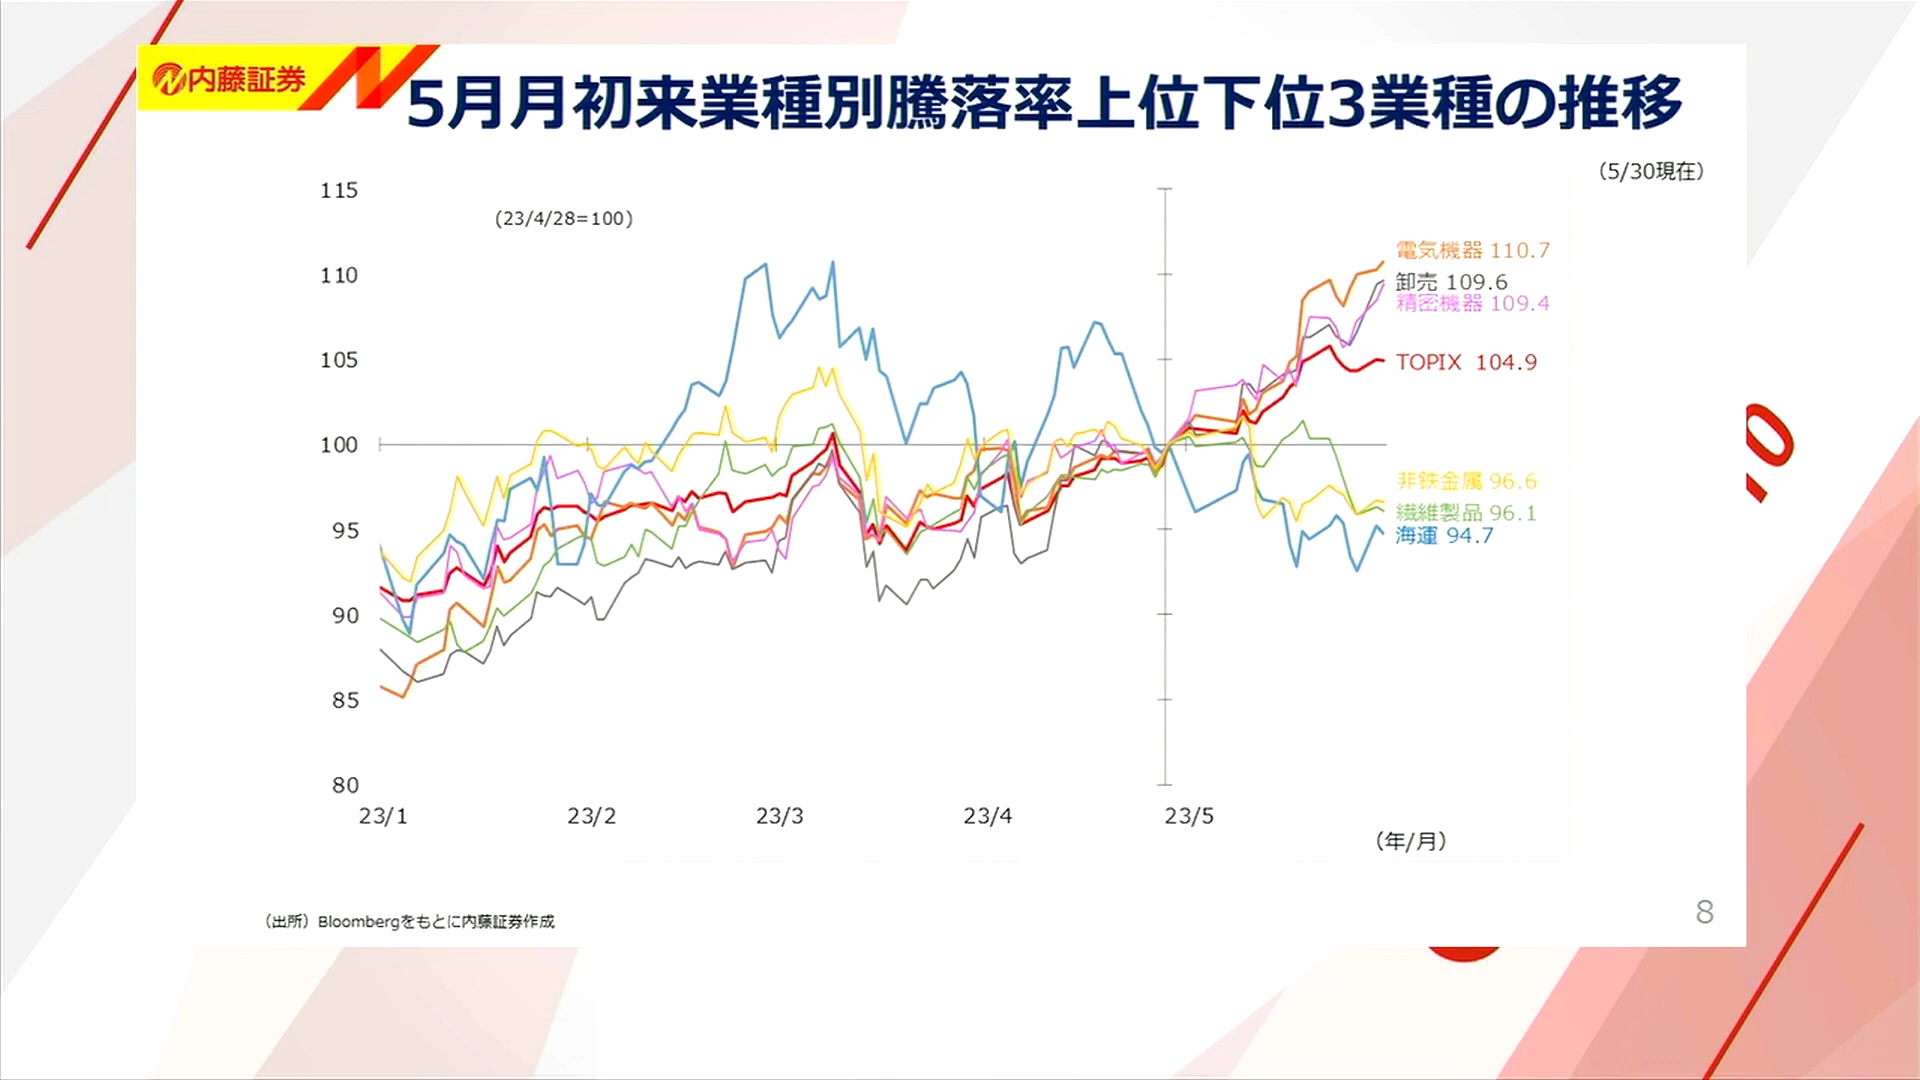 内藤証券
5月月初来業種別騰落率上位下位3業種の推移
（5/30現在）
（23/4/28=100）
115
110
105
100
95
90
85
80
電気機器 110.7
卸売 109.6
精密機器 109.4
TOPIX 104.9
非鉄金属 96.6
繊維製品 96.1
海運 94.7
23/1 23/2 23/3 23/4 23/5
（年/月）
（出所）Bloombergをもとに内藤証券作成
8